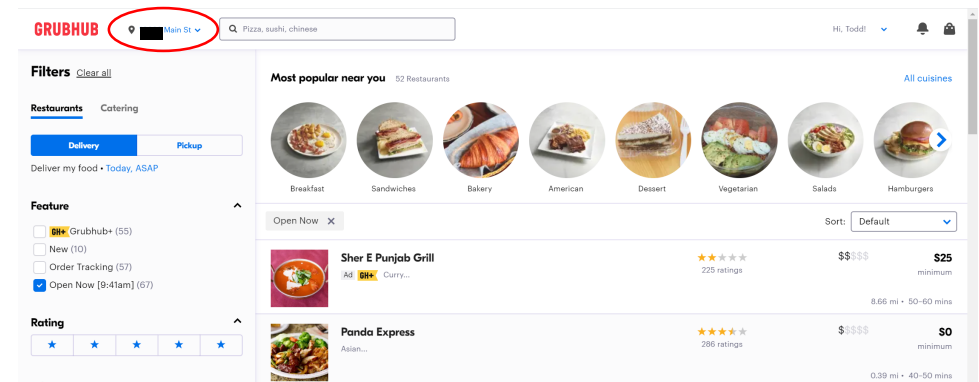 GRUBHUB
Main St
Pizza, sushi, chinese
Hi, Todd!
Filters Clear all
Restaurants Catering
Delivery Pickup
Deliver my food • Today, ASAP
Feature
GH+ Grubhub+ (55)
New (10)
Order Tracking (57)
Open Now [9:41am] (67)
Rating
Most popular near you 52 Restaurants
All cuisines
Breakfast Sandwiches Bakery American Dessert Vegetarian Salads Hamburgers
Open Now X
Sort: Default
Sher E Punjab Grill
Ad GH+ Curry...
225 ratings
$$$$$
$25
minimum
8.66 mi • 50–60 mins
Panda Express
Asian...
286 ratings
$$$$$
$0
minimum
0.39 mi • 40–50 mins